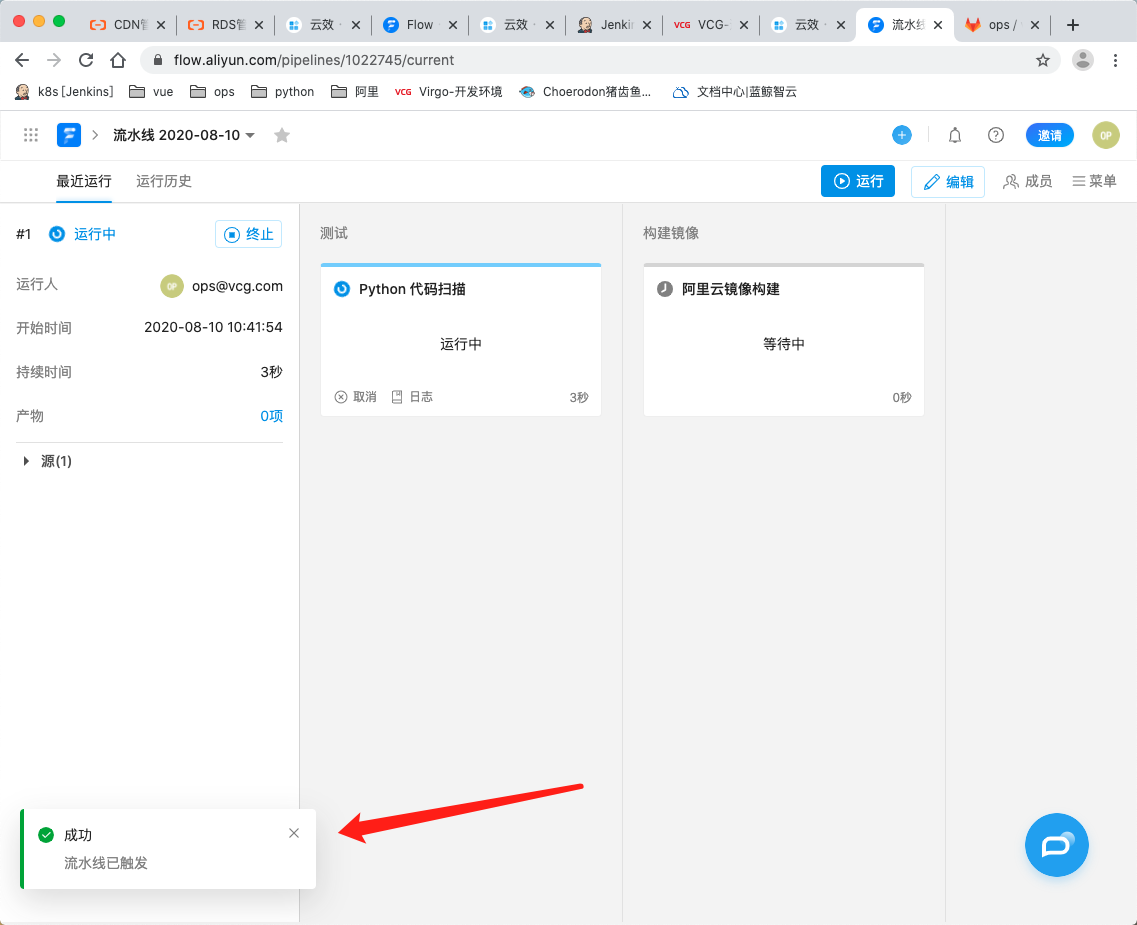 CDN管
RDS管
云效
Flow
云效
Jenkin
VCG
VCG-
云效
流水线
ops /
flow.aliyun.com/pipelines/1022745/current
k8s [Jenkins]
vue
ops
python
阿里
VCG
Virgo-开发环境
Choerodon猪齿鱼...
文档中心|蓝鲸智云
流水线 2020-08-10
邀请
OP
最近运行
运行历史
运行
编辑
成员
菜单
#1 运行中
终止
运行人
OP ops@vcg.com
开始时间
2020-08-10 10:41:54
持续时间
3秒
产物
0项
源(1)
测试
Python 代码扫描
运行中
取消
日志
3秒
构建镜像
阿里云镜像构建
等待中
0秒
成功
流水线已触发